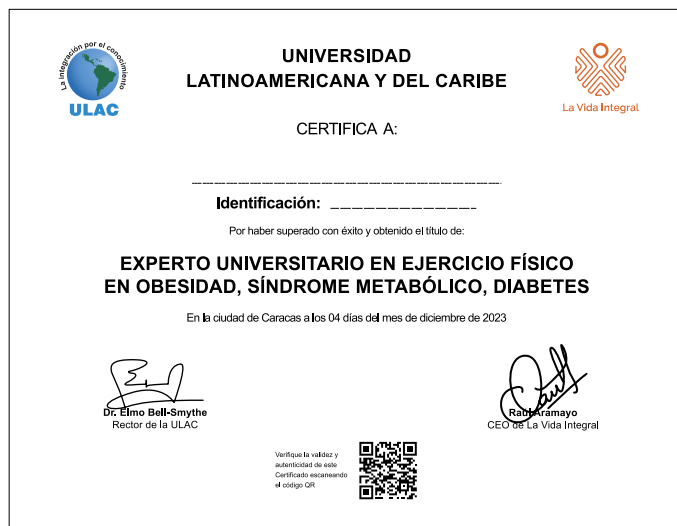 La integración por el conocimiento
ULAC
UNIVERSIDAD
LATINOAMERICANA Y DEL CARIBE
La Vida Integral
CERTIFICA A:
Identificación:
Por haber superado con éxito y obtenido el título de:
EXPERTO UNIVERSITARIO EN EJERCICIO FÍSICO
EN OBESIDAD, SÍNDROME METABÓLICO, DIABETES
En la ciudad de Caracas a los 04 días del mes de diciembre de 2023
Dr. Elmo Bell-Smythe
Rector de la ULAC
Raúl Aramayo
CEO de La Vida Integral
Verifique la validez y
autenticidad de este
Certificado escaneando
el código QR